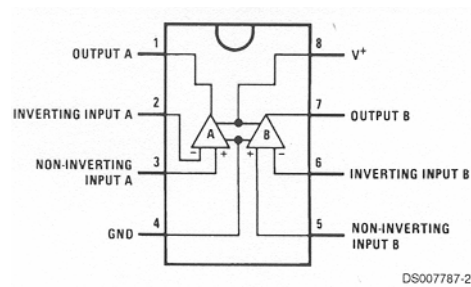 1
OUTPUT A
8
V+
2
INVERTING INPUT A
7
OUTPUT B
A
B
- +
+ -
3
NON-INVERTING
INPUT A
6
INVERTING INPUT B
4
GND
5
NON-INVERTING
INPUT B
DS007787-2